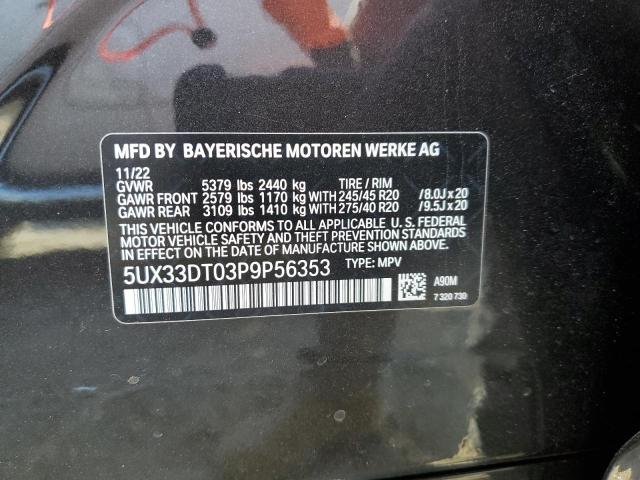 MFD BY BAYERISCHE MOTOREN WERKE AG
11/22
GVWR 5379 lbs 2440 kg TIRE / RIM
GAWR FRONT 2579 lbs 1170 kg WITH 245/45 R20 /8.0J x 20
GAWR REAR 3109 lbs 1410 kg WITH 275/40 R20 /9.5J x 20
THIS VEHICLE CONFORMS TO ALL APPLICABLE U.S. FEDERAL
MOTOR VEHICLE SAFETY AND THEFT PREVENTION STANDARDS
IN EFFECT ON THE DATE OF MANUFACTURE SHOWN ABOVE.
5UX33DT03P9P56353 TYPE: MPV
A90M
7 320 730